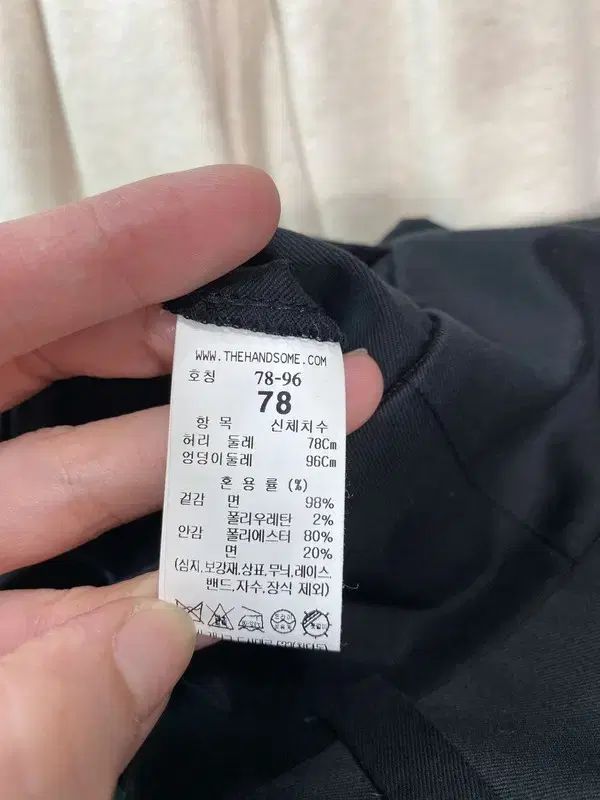 WWW.THEHANDSOME.COM
호칭 78-96
78
항 목 신체치수
허리 둘레 78Cm
엉덩이둘레 96Cm
혼 용 률 (%)
겉감 면 98%
폴리우레탄 2%
안감 폴리에스터 80%
면 20%
(심지,보강재,상표,무늬,레이스,
밴드,자수,장식 제외)